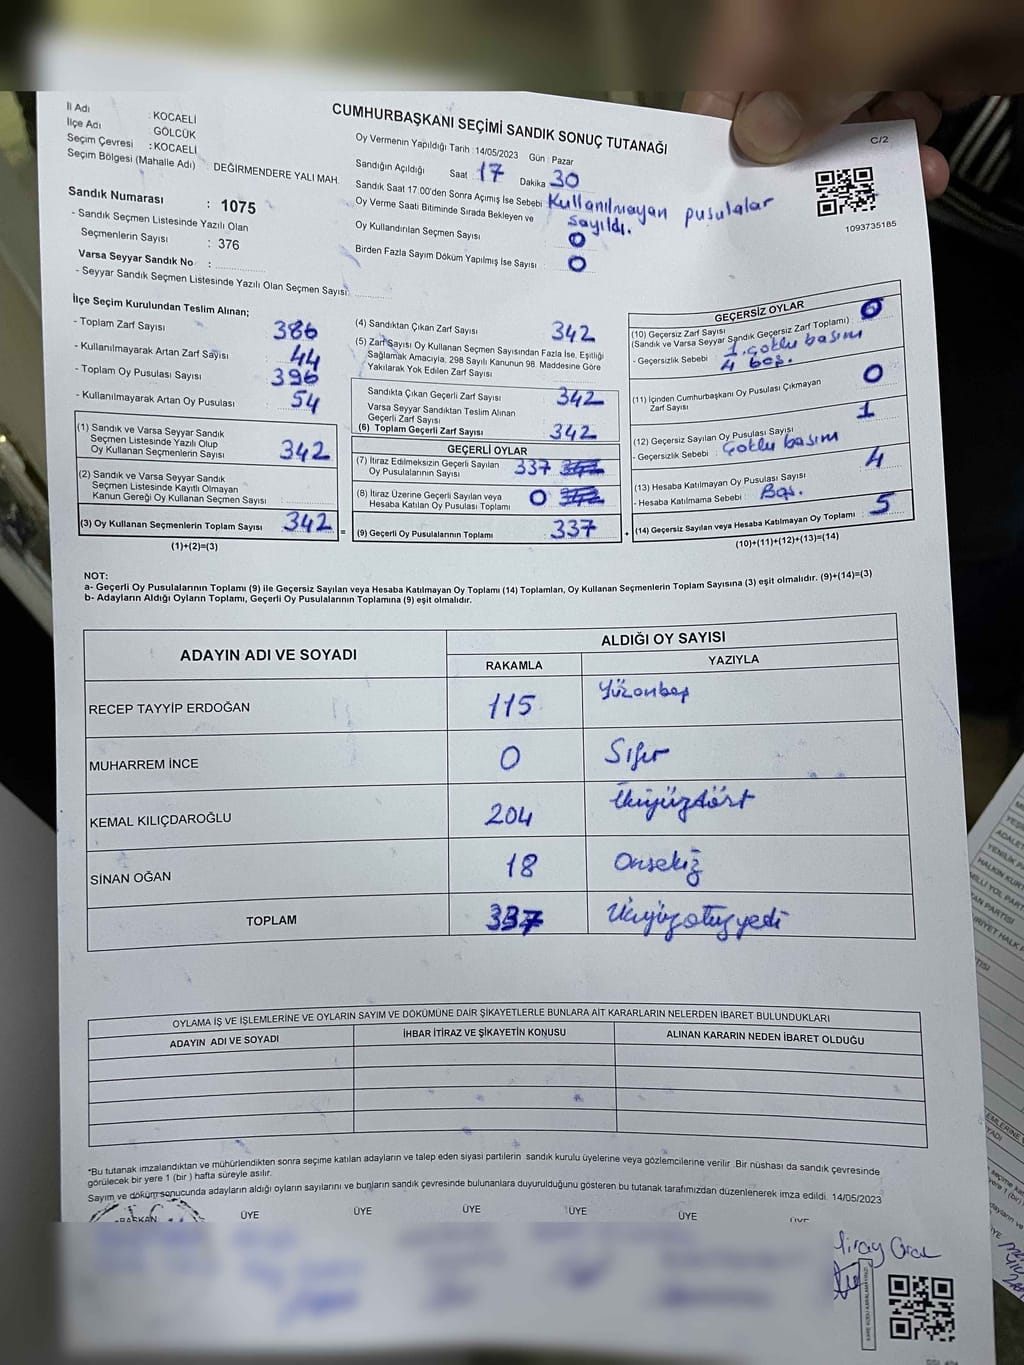 C/2
CUMHURBAŞKANI SEÇİMİ SANDIK SONUÇ TUTANAĞI
İl Adı : KOCAELİ
İlçe Adı : GÖLCÜK
Seçim Çevresi : KOCAELİ
Seçim Bölgesi (Mahalle Adı) : DEĞİRMENDERE YALI MAH.
Sandık Numarası : 1075
- Sandık Seçmen Listesinde Yazılı Olan
Seçmenlerin Sayısı : 376
Varsa Seyyar Sandık No :
- Seyyar Sandık Seçmen Listesinde Yazılı Olan Seçmen Sayısı:
Oy Vermenin Yapıldığı Tarih : 14/05/2023 Gün : Pazar
Sandığın Açıldığı Saat : 17 Dakika 30
Sandık Saat 17:00'den Sonra Açımış İse Sebebi Kullanılmayan pusulalar
sayıldı.
Oy Verme Saati Bitiminde Sırada Bekleyen ve
Oy Kullandırılan Seçmen Sayısı 0
Birden Fazla Sayım Döküm Yapılmış İse Sayısı : 0
1093735185
İlçe Seçim Kurulundan Teslim Alınan;
- Toplam Zarf Sayısı 386
- Kullanılmayarak Artan Zarf Sayısı : 44
- Toplam Oy Pusulası Sayısı 396
- Kullanılmayarak Artan Oy Pusulası : 54
(1) Sandık ve Varsa Seyyar Sandık
Seçmen Listesinde Yazılı Olup
Oy Kullanan Seçmenlerin Sayısı : 342
(2) Sandık ve Varsa Seyyar Sandık
Seçmen Listesinde Kayıtlı Olmayan
Kanun Gereği Oy Kullanan Seçmen Sayısı :
(3) Oy Kullanan Seçmenlerin Toplam Sayısı : 342 =
(1)+(2)=(3)
(4) Sandıktan Çıkan Zarf Sayısı : 342
(5) Zarf Sayısı Oy Kullanan Seçmen Sayısından Fazla İse, Eşitliği
Sağlamak Amacıyla, 298 Sayılı Kanunun 98. Maddesine Göre
Yakılarak Yok Edilen Zarf Sayısı :
Sandıkta Çıkan Geçerli Zarf Sayısı : 342
Varsa Seyyar Sandıktan Teslim Alınan
Geçerli Zarf Sayısı :
(6) Toplam Geçerli Zarf Sayısı : 342
GEÇERLİ OYLAR
(7) İtiraz Edilmeksizin Geçerli Sayılan
Oy Pusulalarının Sayısı : 337 342
(8) İtiraz Üzerine Geçerli Sayılan veya
Hesaba Katılan Oy Pusulası Toplamı : 0 342
(9) Geçerli Oy Pusulalarının Toplamı : 337 +
GEÇERSİZ OYLAR
(10) Geçersiz Zarf Sayısı
(Sandık ve Varsa Seyyar Sandık Geçersiz Zarf Toplamı) : 0
- Geçersizlik Sebebi : 1. çoklu basım
4 boş.
(11) İçinden Cumhurbaşkanı Oy Pusulası Çıkmayan
Zarf Sayısı : 0
(12) Geçersiz Sayılan Oy Pusulası Sayısı : 1
- Geçersizlik Sebebi : Çoklu basım
(13) Hesaba Katılmayan Oy Pusulası Sayısı : 4
- Hesaba Katılmama Sebebi : Boş.
(14) Geçersiz Sayılan veya Hesaba Katılmayan Oy Toplamı : 5
(10)+(11)+(12)+(13)=(14)
NOT:
a- Geçerli Oy Pusulalarının Toplamı (9) ile Geçersiz Sayılan veya Hesaba Katılmayan Oy Toplamı (14) Toplamları, Oy Kullanan Seçmenlerin Toplam Sayısına (3) eşit olmalıdır. (9)+(14)=(3)
b- Adayların Aldığı Oyların Toplamı, Geçerli Oy Pusulalarının Toplamına (9) eşit olmalıdır.
ADAYIN ADI VE SOYADI
ALDIĞI OY SAYISI
RAKAMLA YAZIYLA
RECEP TAYYİP ERDOĞAN 115 Yüzonbeş
MUHARREM İNCE 0 Sıfır
KEMAL KILIÇDAROĞLU 204 İkiyüzdört
SİNAN OĞAN 18 Onsekiz
TOPLAM 337 Üçyüzotuzyedi
OYLAMA İŞ VE İŞLEMLERİNE VE OYLARIN SAYIM VE DÖKÜMÜNE DAİR ŞİKAYETLERLE BUNLARA AİT KARARLARIN NELERDEN İBARET BULUNDUKLARI
ADAYIN ADI VE SOYADI İHBAR İTİRAZ VE ŞİKAYETİN KONUSU ALINAN KARARIN NEDEN İBARET OLDUĞU
*Bu tutanak imzalandıktan ve mühürlendikten sonra seçime katılan adayların ve talep eden siyasi partilerin sandık kurulu üyelerine veya gözlemcilerine verilir .Bir nüshası da sandık çevresinde
görülecek bir yere 1 (bir ) hafta süreyle asılır.
Sayım ve döküm sonucunda adayların aldığı oyların sayılarını ve bunların sandık çevresinde bulunanlara duyurulduğunu gösteren bu tutanak tarafımızdan düzenlenerek imza edildi. 14/05/2023
BAŞKAN ÜYE ÜYE ÜYE ÜYE ÜYE ÜYE